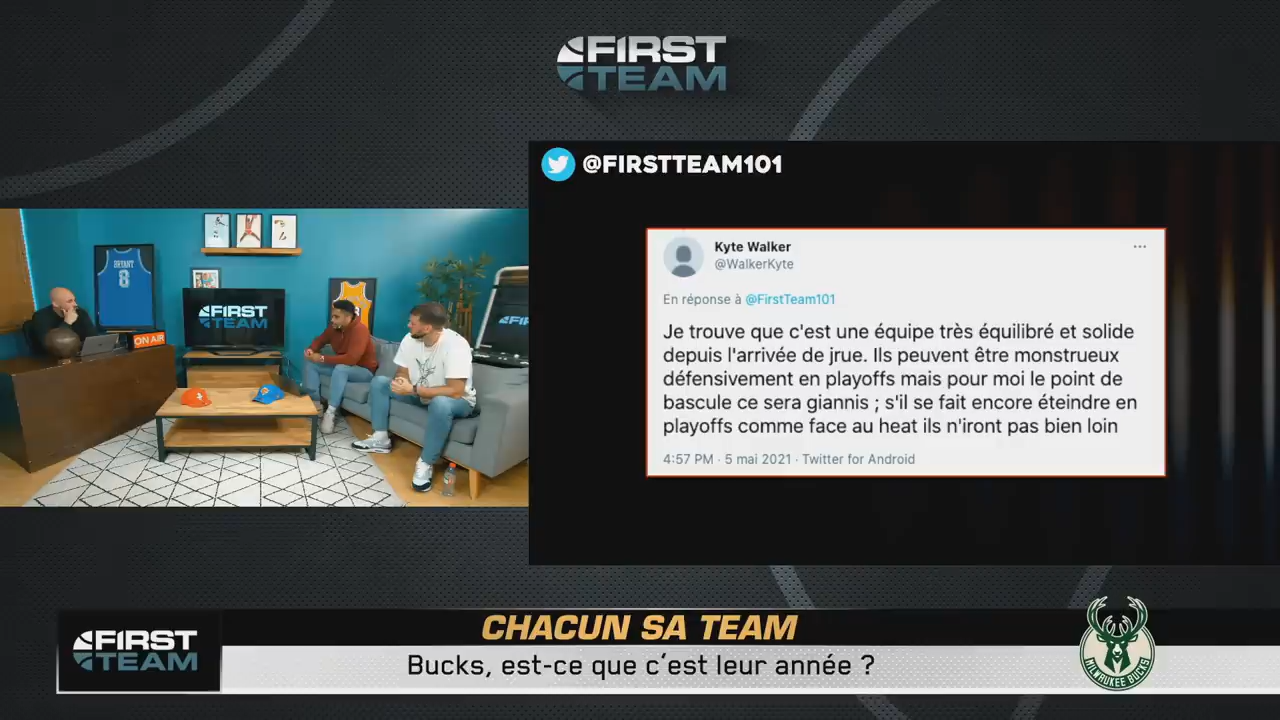 FIRST
TEAM
@FIRSTTEAM101
Kyte Walker
@WalkerKyte
En réponse à @FirstTeam101
Je trouve que c'est une équipe très équilibré et solide
depuis l'arrivée de jrue. Ils peuvent être monstrueux
défensivement en playoffs mais pour moi le point de
bascule ce sera giannis ; s'il se fait encore éteindre en
playoffs comme face au heat ils n'iront pas bien loin
4:57 PM · 5 mai 2021 · Twitter for Android
BRYANT
8
FIRST
TEAM
ON AIR
FIRST
TEAM
CHACUN SA TEAM
Bucks, est-ce que c'est leur année ?
MILWAUKEE BUCKS